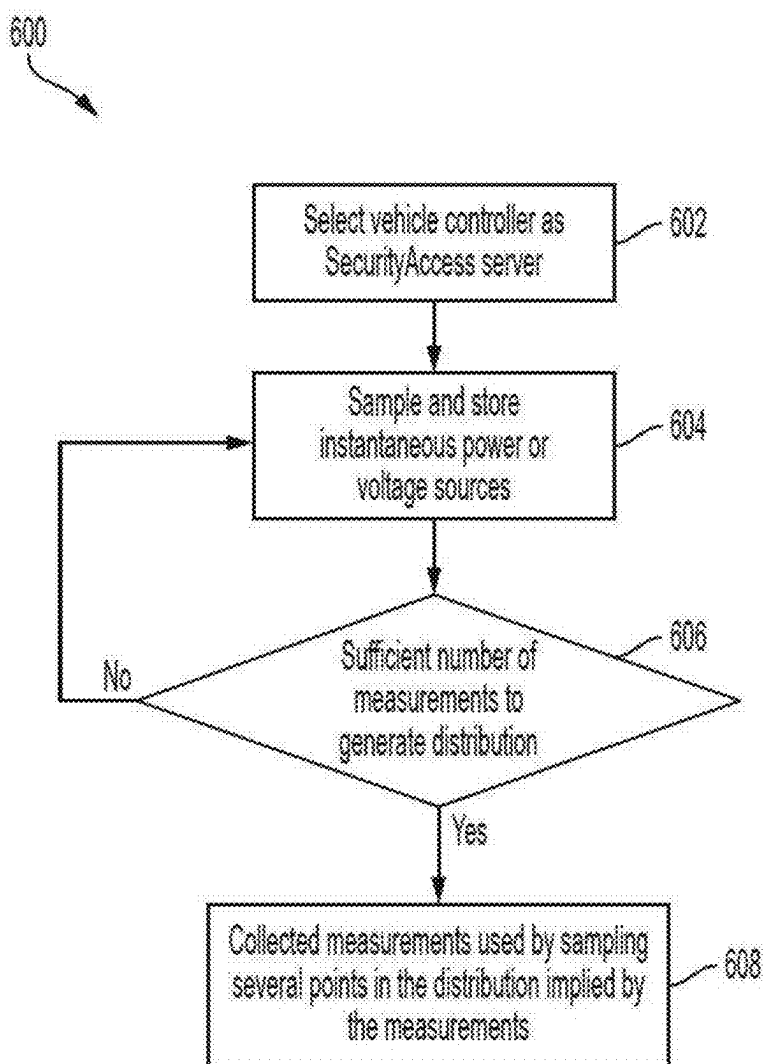 600
Select vehicle controller as
SecurityAccess server
602
Sample and store
instantaneous power or
voltage sources
604
Sufficient number of
measurements to
generate distribution
606
No
Yes
Collected measurements used by sampling
several points in the distribution implied by
the measurements
608